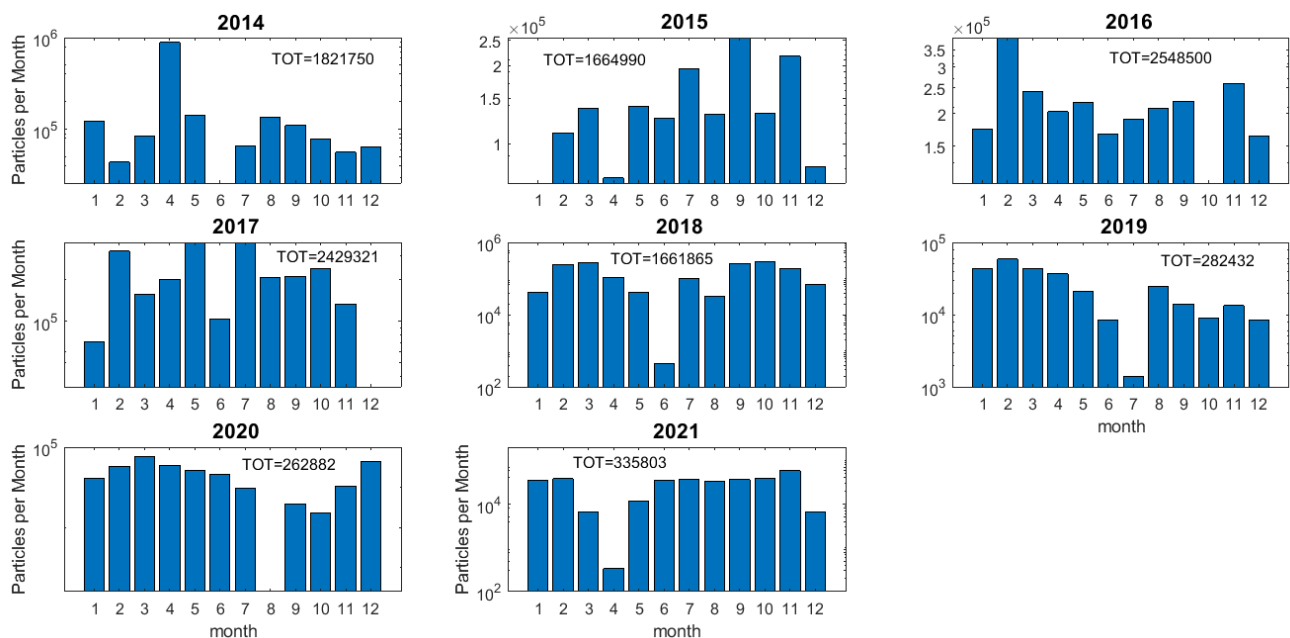 2014
2015
2016
Particles per Month
10^6
10^5
TOT=1821750
1 2 3 4 5 6 7 8 9 10 11 12
×10^5
2.5
2
1.5
1
TOT=1664990
1 2 3 4 5 6 7 8 9 10 11 12
×10^5
3.5
3
2.5
2
1.5
TOT=2548500
1 2 3 4 5 6 7 8 9 10 11 12
2017
2018
2019
Particles per Month
10^5
TOT=2429321
1 2 3 4 5 6 7 8 9 10 11 12
10^6
10^4
10^2
TOT=1661865
1 2 3 4 5 6 7 8 9 10 11 12
10^5
10^4
10^3
TOT=282432
1 2 3 4 5 6 7 8 9 10 11 12
month
2020
2021
Particles per Month
10^5
TOT=262882
1 2 3 4 5 6 7 8 9 10 11 12
month
Particles per Month
10^4
10^2
TOT=335803
1 2 3 4 5 6 7 8 9 10 11 12
month